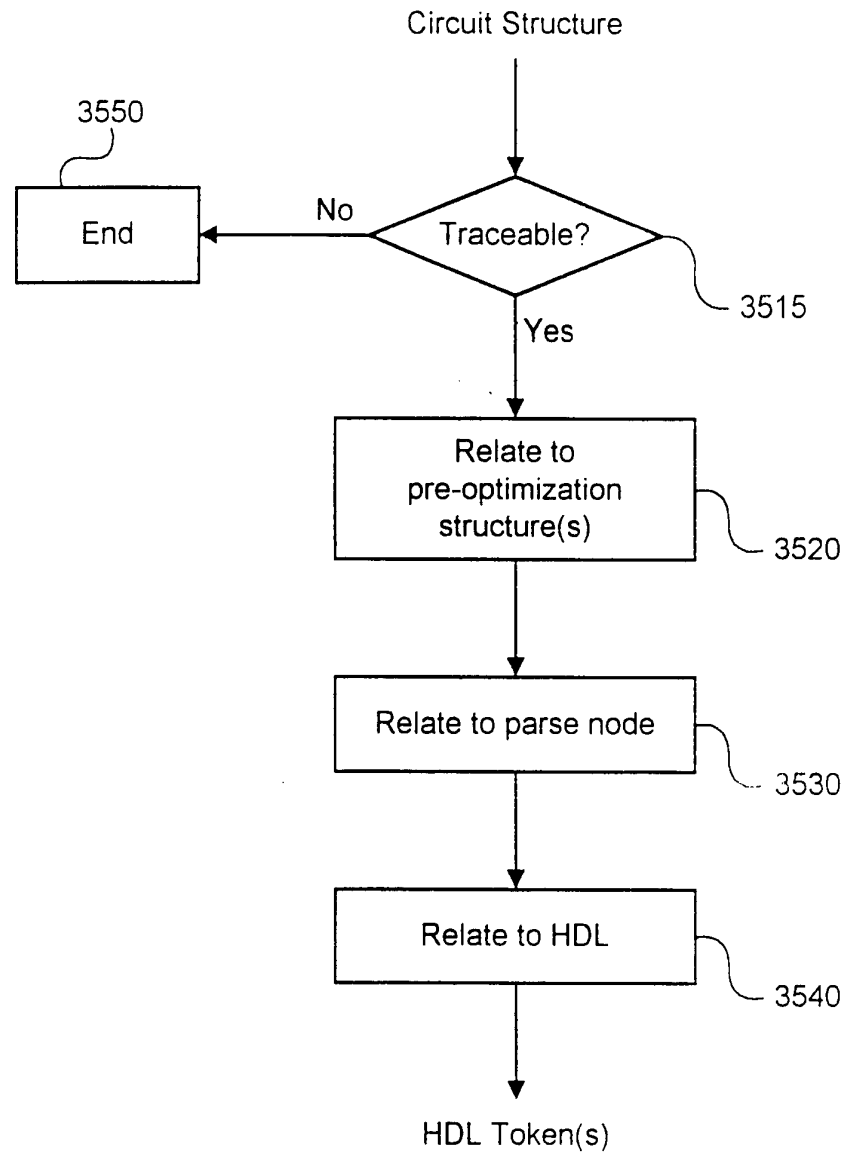 Circuit Structure
3550
End
No
Traceable?
3515
Yes
Relate to
pre-optimization
structure(s)
3520
Relate to parse node
3530
Relate to HDL
3540
HDL Token(s)